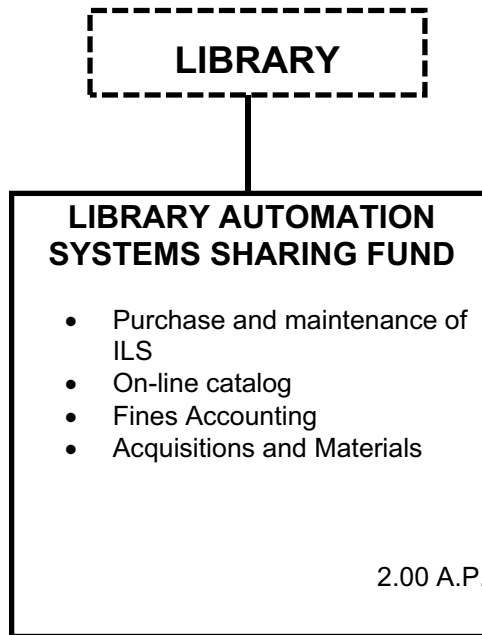 LIBRARY
LIBRARY AUTOMATION
SYSTEMS SHARING FUND
• Purchase and maintenance of
ILS
• On-line catalog
• Fines Accounting
• Acquisitions and Materials
2.00 A.P.